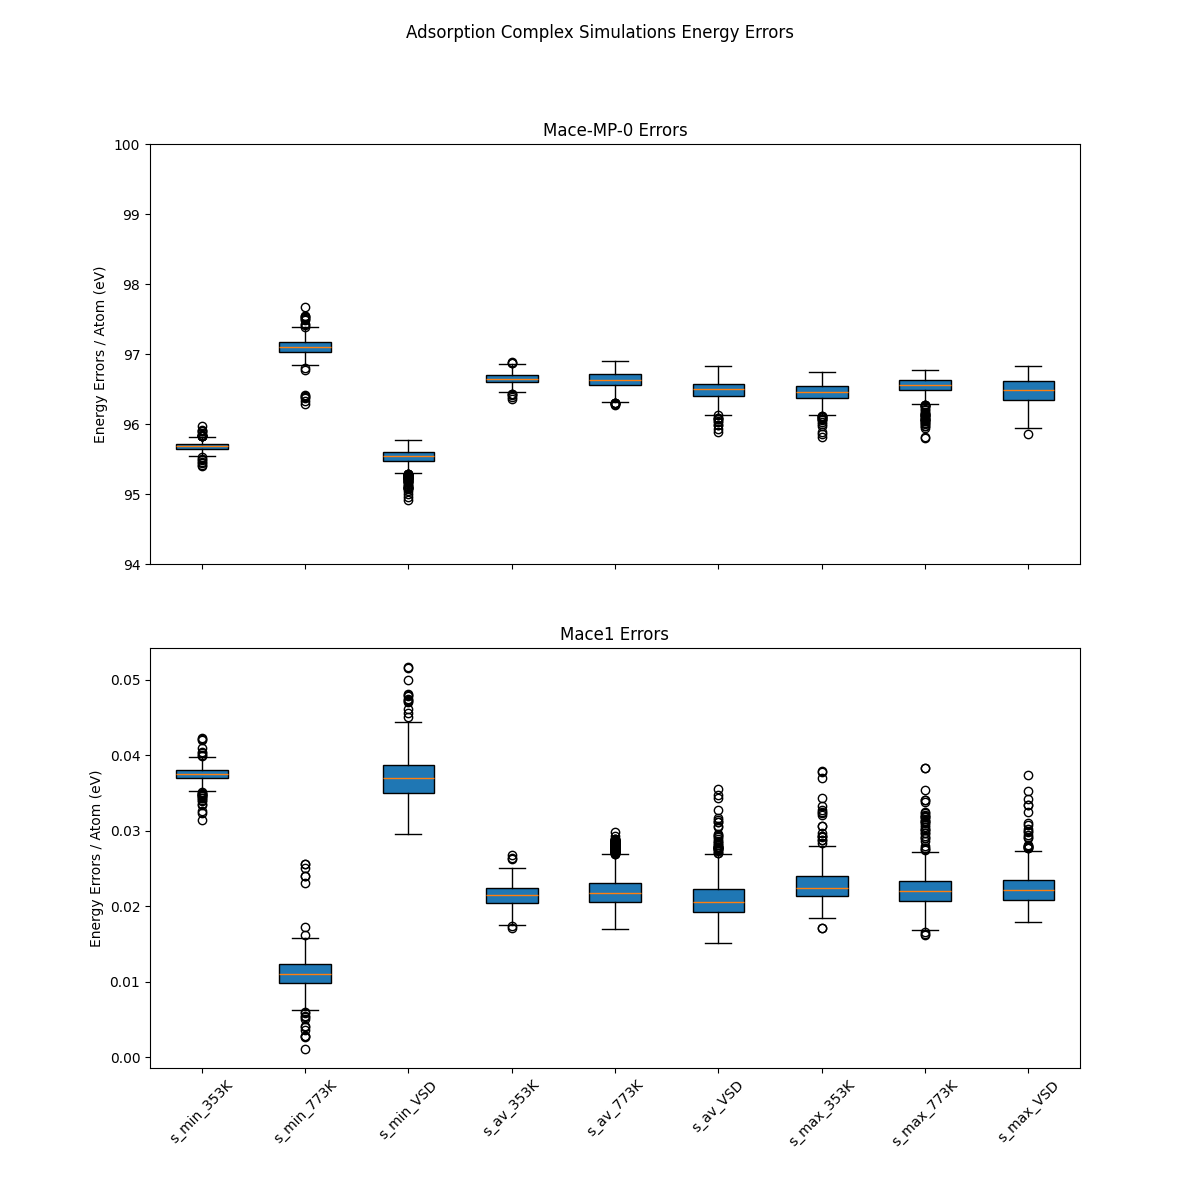 Adsorption Complex Simulations Energy Errors
Mace-MP-0 Errors
100
99
98
97
96
95
94
Energy Errors / Atom (eV)
Mace1 Errors
0.05
0.04
0.03
0.02
0.01
0.00
Energy Errors / Atom (eV)
s_min_353K
s_min_773K
s_min_VSD
s_av_353K
s_av_773K
s_av_VSD
s_max_353K
s_max_773K
s_max_VSD